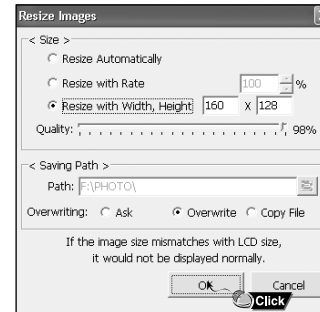 Resize Images
< Size >
Resize Automatically
Resize with Rate 100 %
Resize with Width, Height 160 X 128
Quality: 98%
< Saving Path >
Path: F:\PHOTO\
Overwriting: Ask Overwrite Copy File
If the image size mismatches with LCD size,
it would not be displayed normally.
OK Cancel
Click